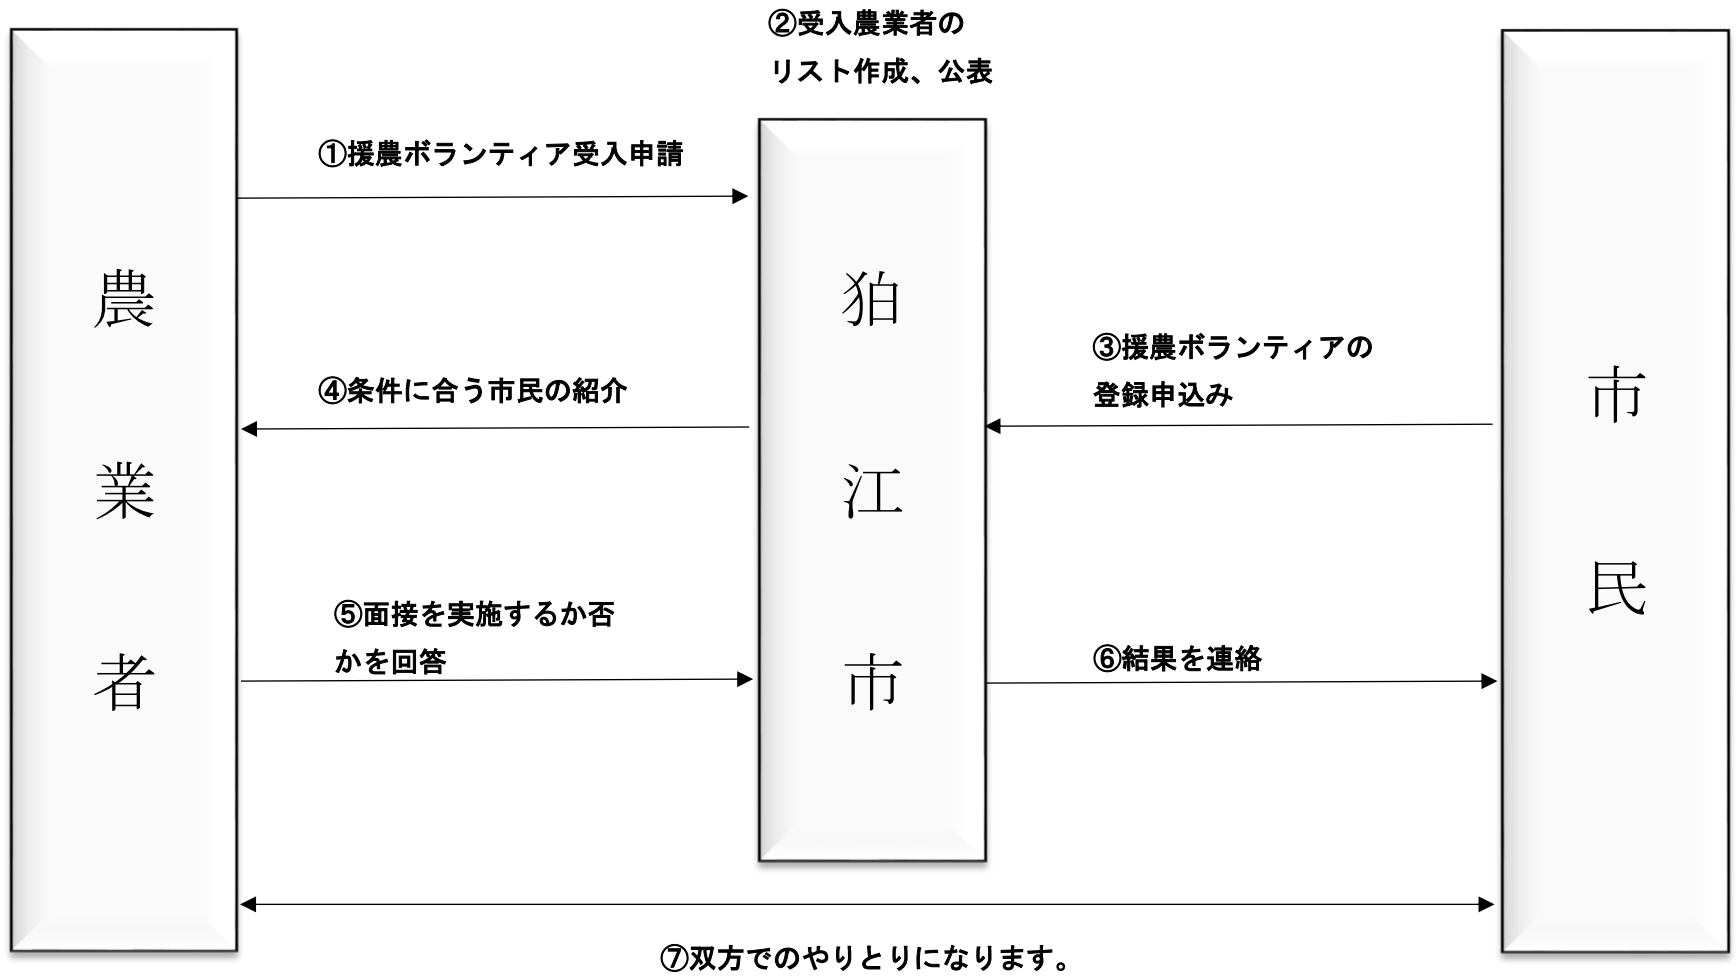 ②受入農業者の
リスト作成、公表
①援農ボランティア受入申請
農業者
狛江市
市民
③援農ボランティアの
登録申込み
④条件に合う市民の紹介
⑤面接を実施するか否
かを回答
⑥結果を連絡
⑦双方でのやりとりになります。